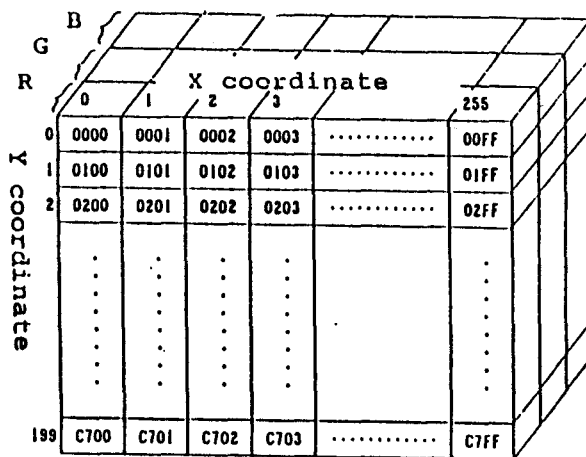 B
G
R
X coordinate
0 1 2 3 255
0 0000 0001 0002 0003 ............ 00FF
1 0100 0101 0102 0103 ............ 01FF
2 0200 0201 0202 0203 ............ 02FF
Y coordinate
199 C700 C701 C702 C703 ............ C7FF